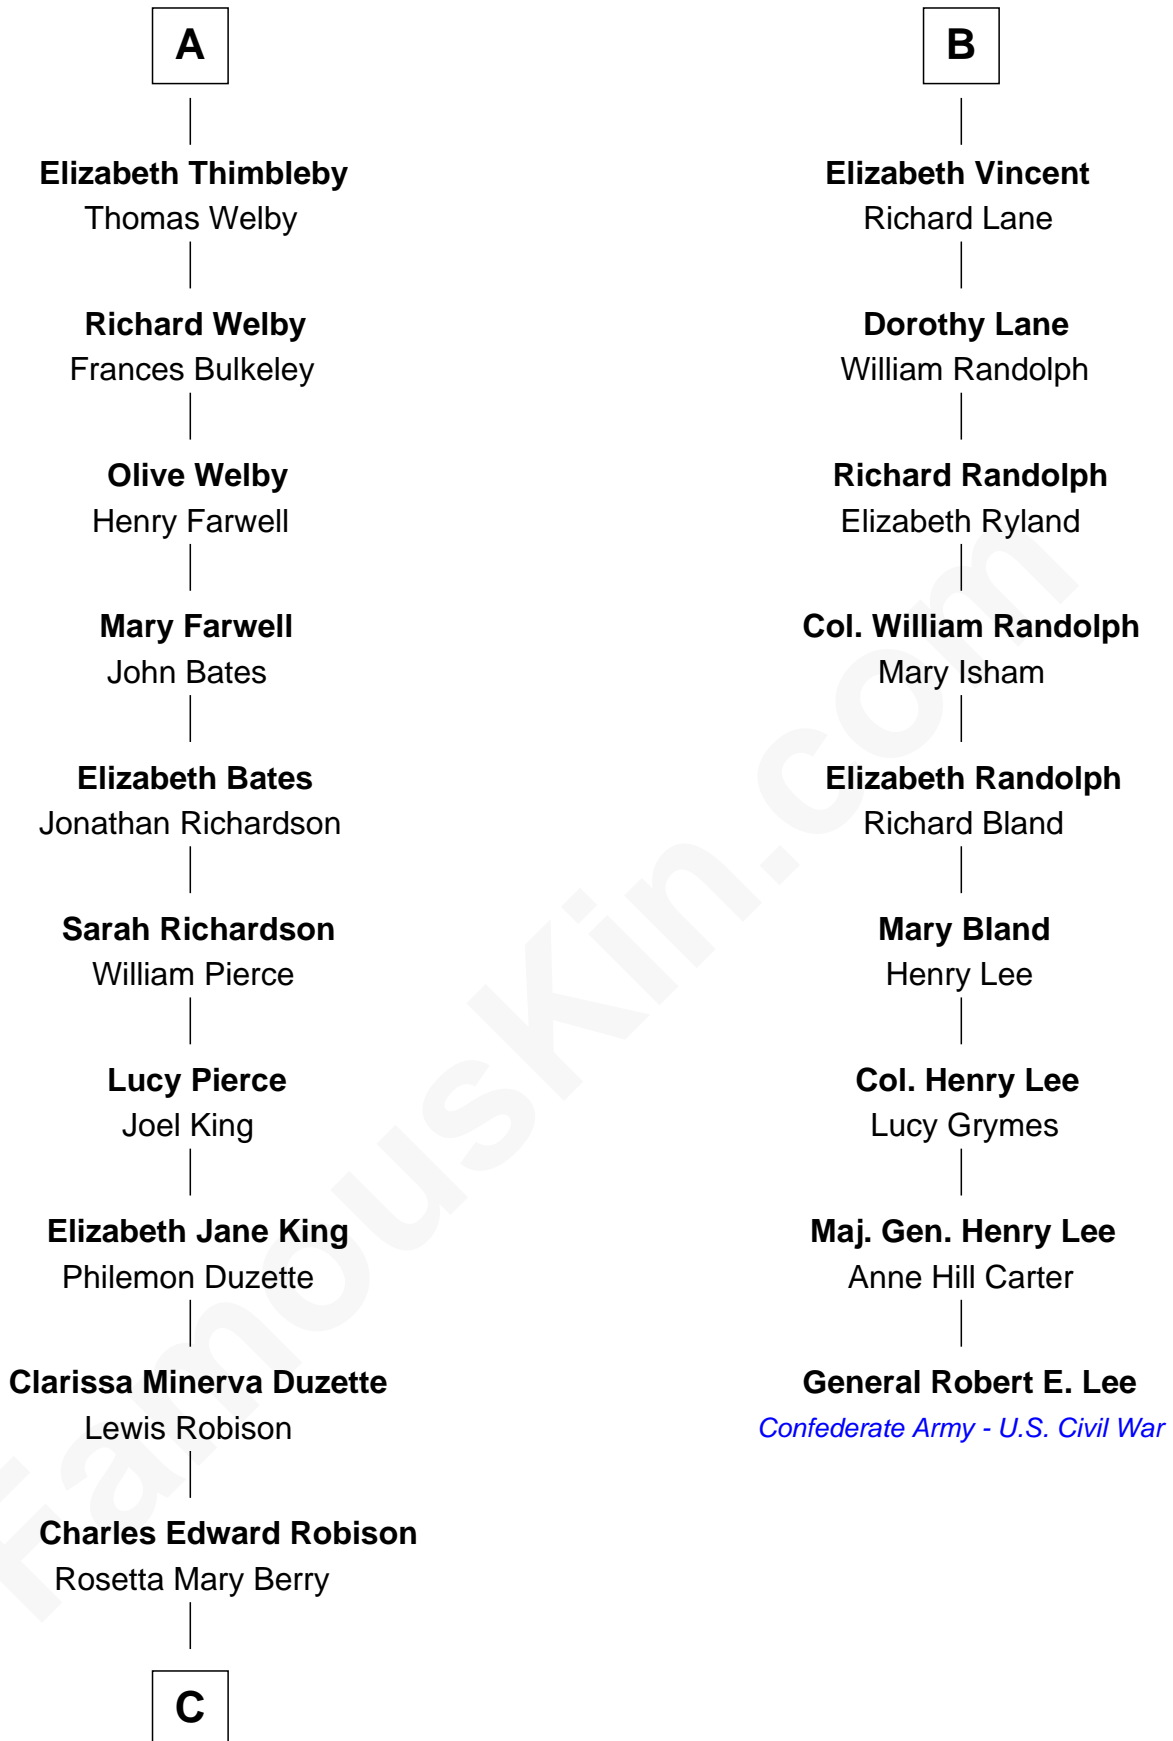 A
Elizabeth Thimbleby
Thomas Welby
Richard Welby
Frances Bulkeley
Olive Welby
Henry Farwell
Mary Farwell
John Bates
Elizabeth Bates
Jonathan Richardson
Sarah Richardson
William Pierce
Lucy Pierce
Joel King
Elizabeth Jane King
Philemon Duzette
Clarissa Minerva Duzette
Lewis Robison
Charles Edward Robison
Rosetta Mary Berry
C
B
Elizabeth Vincent
Richard Lane
Dorothy Lane
William Randolph
Richard Randolph
Elizabeth Ryland
Col. William Randolph
Mary Isham
Elizabeth Randolph
Richard Bland
Mary Bland
Henry Lee
Col. Henry Lee
Lucy Grymes
Maj. Gen. Henry Lee
Anne Hill Carter
General Robert E. Lee
Confederate Army - U.S. Civil War
FamousKin.com